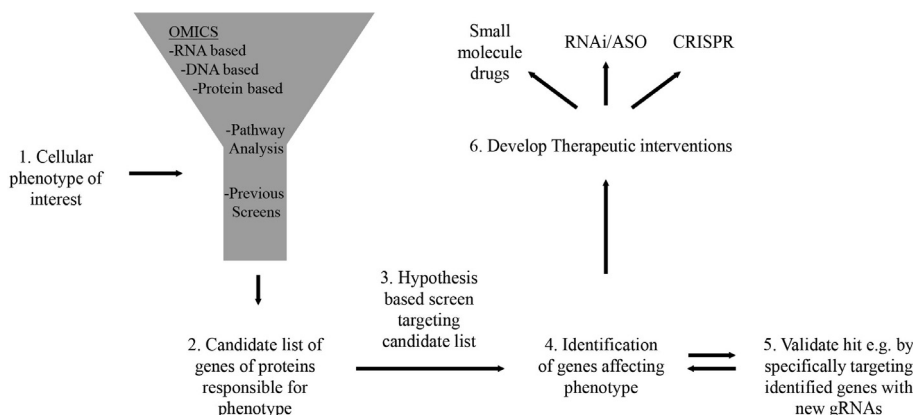 OMICS
-RNA based
-DNA based
-Protein based
-Pathway
Analysis
-Previous
Screens
1. Cellular
phenotype of
interest
2. Candidate list of
genes of proteins
responsible for
phenotype
3. Hypothesis
based screen
targeting
candidate list
4. Identification
of genes affecting
phenotype
5. Validate hit e.g. by
specifically targeting
identified genes with
new gRNAs
6. Develop Therapeutic interventions
Small
molecule
drugs
RNAi/ASO
CRISPR